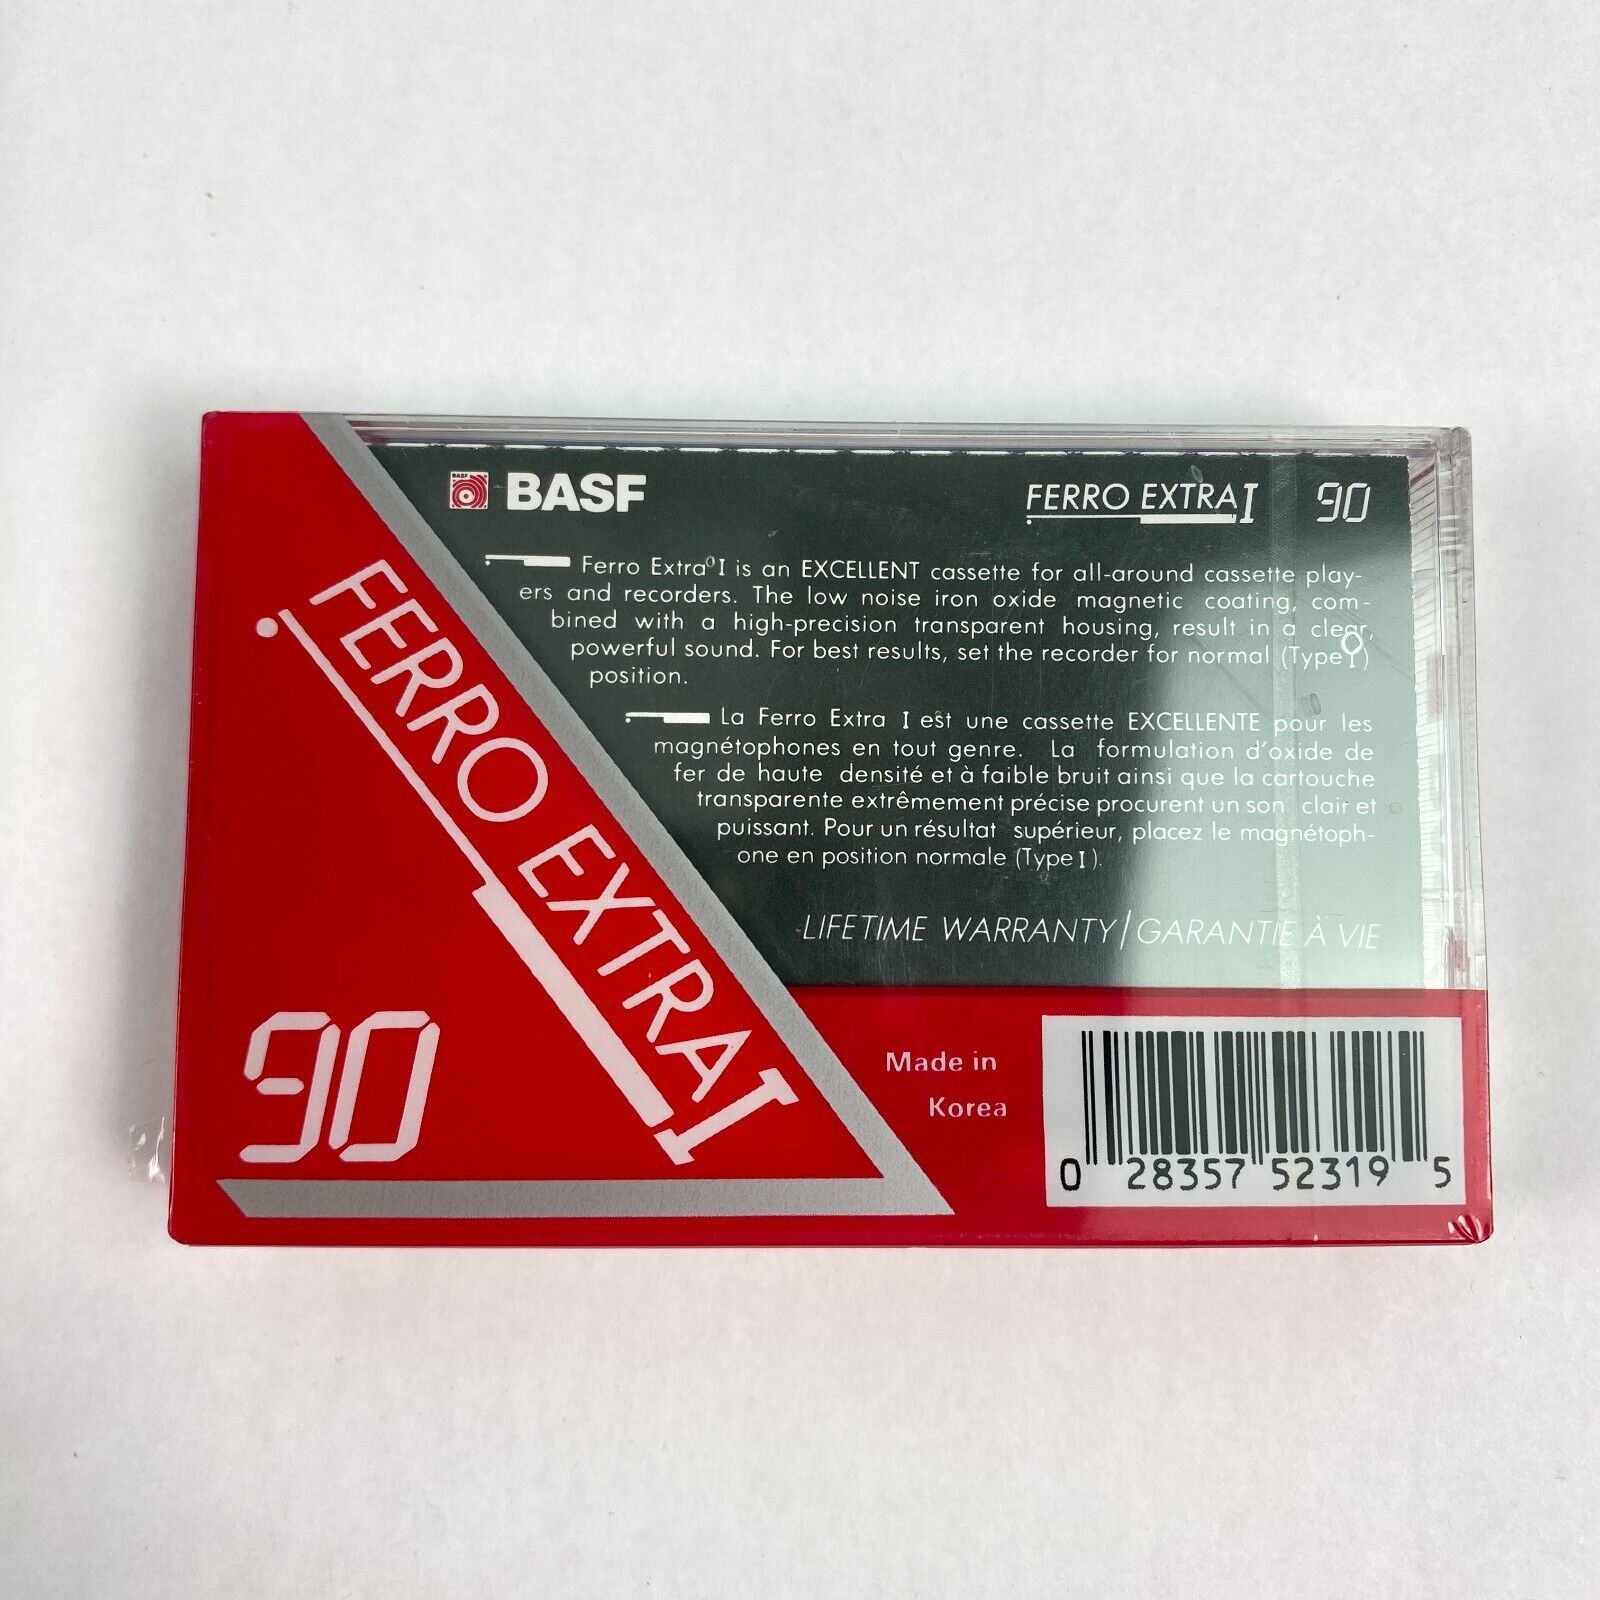 BASF
BASF
FERRO EXTRA I 90
Ferro Extra I is an EXCELLENT cassette for all-around cassette play-
ers and recorders. The low noise iron oxide magnetic coating, com-
bined with a high-precision transparent housing, result in a clear,
powerful sound. For best results, set the recorder for normal (Type I)
position.
La Ferro Extra I est une cassette EXCELLENTE pour les
magnétophones en tout genre. La formulation d'oxide de
fer de haute densité et à faible bruit ainsi que la cartouche
transparente extrêmement précise procurent un son clair et
puissant. Pour un résultat supérieur, placez le magnétoph-
one en position normale (Type I).
LIFETIME WARRANTY/GARANTIE À VIE
FERRO EXTRA I
90
Made in
Korea
0 28357 52319 5